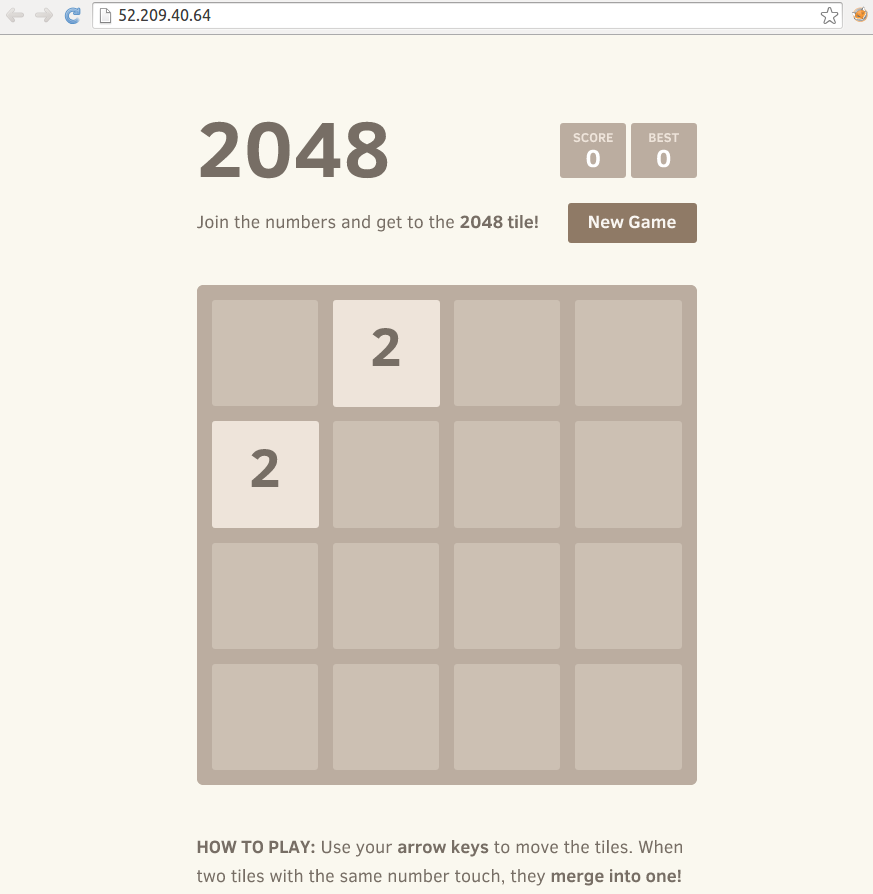 52.209.40.64
2048
SCORE BEST
0 0
Join the numbers and get to the 2048 tile!
New Game
2
2
HOW TO PLAY: Use your arrow keys to move the tiles. When
two tiles with the same number touch, they merge into one!